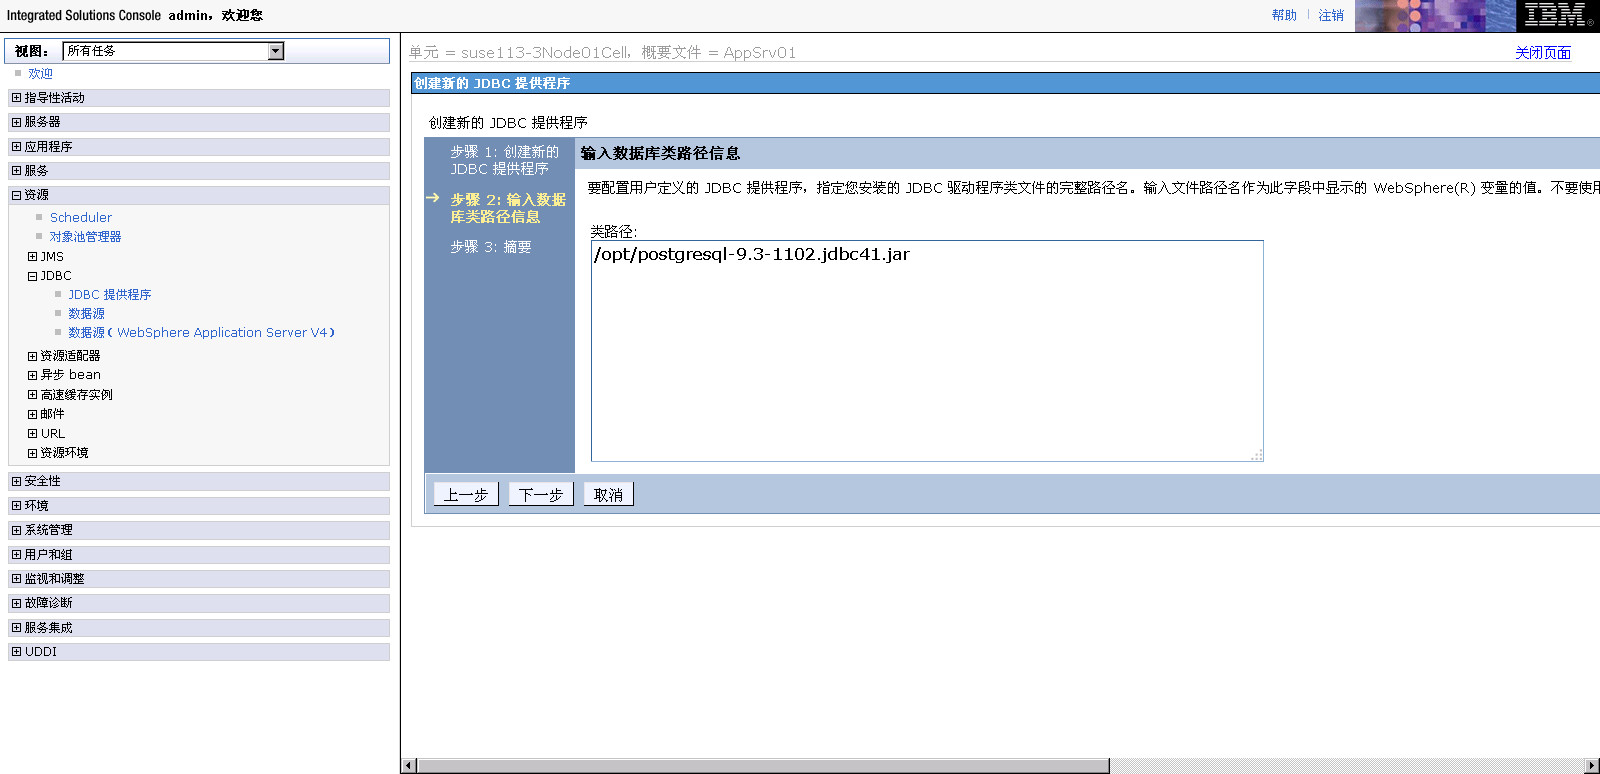 Integrated Solutions Console admin，欢迎您
帮助
注销
IBM
视图：
所有任务
欢迎
指导性活动
服务器
应用程序
服务
资源
Scheduler
对象池管理器
JMS
JDBC
JDBC 提供程序
数据源
数据源（WebSphere Application Server V4）
资源适配器
异步 bean
高速缓存实例
邮件
URL
资源环境
安全性
环境
系统管理
用户和组
监视和调整
故障诊断
服务集成
UDDI
单元 = suse113-3Node01Cell，概要文件 = AppSrv01
关闭页面
创建新的 JDBC 提供程序
创建新的 JDBC 提供程序
步骤 1: 创建新的
JDBC 提供程序
步骤 2: 输入数据
库类路径信息
步骤 3: 摘要
输入数据库类路径信息
要配置用户定义的 JDBC 提供程序，指定您安装的 JDBC 驱动程序类文件的完整路径名。输入文件路径名作为此字段中显示的 WebSphere(R) 变量的值。不要使用
类路径:
/opt/postgresql-9.3-1102.jdbc41.jar
上一步
下一步
取消